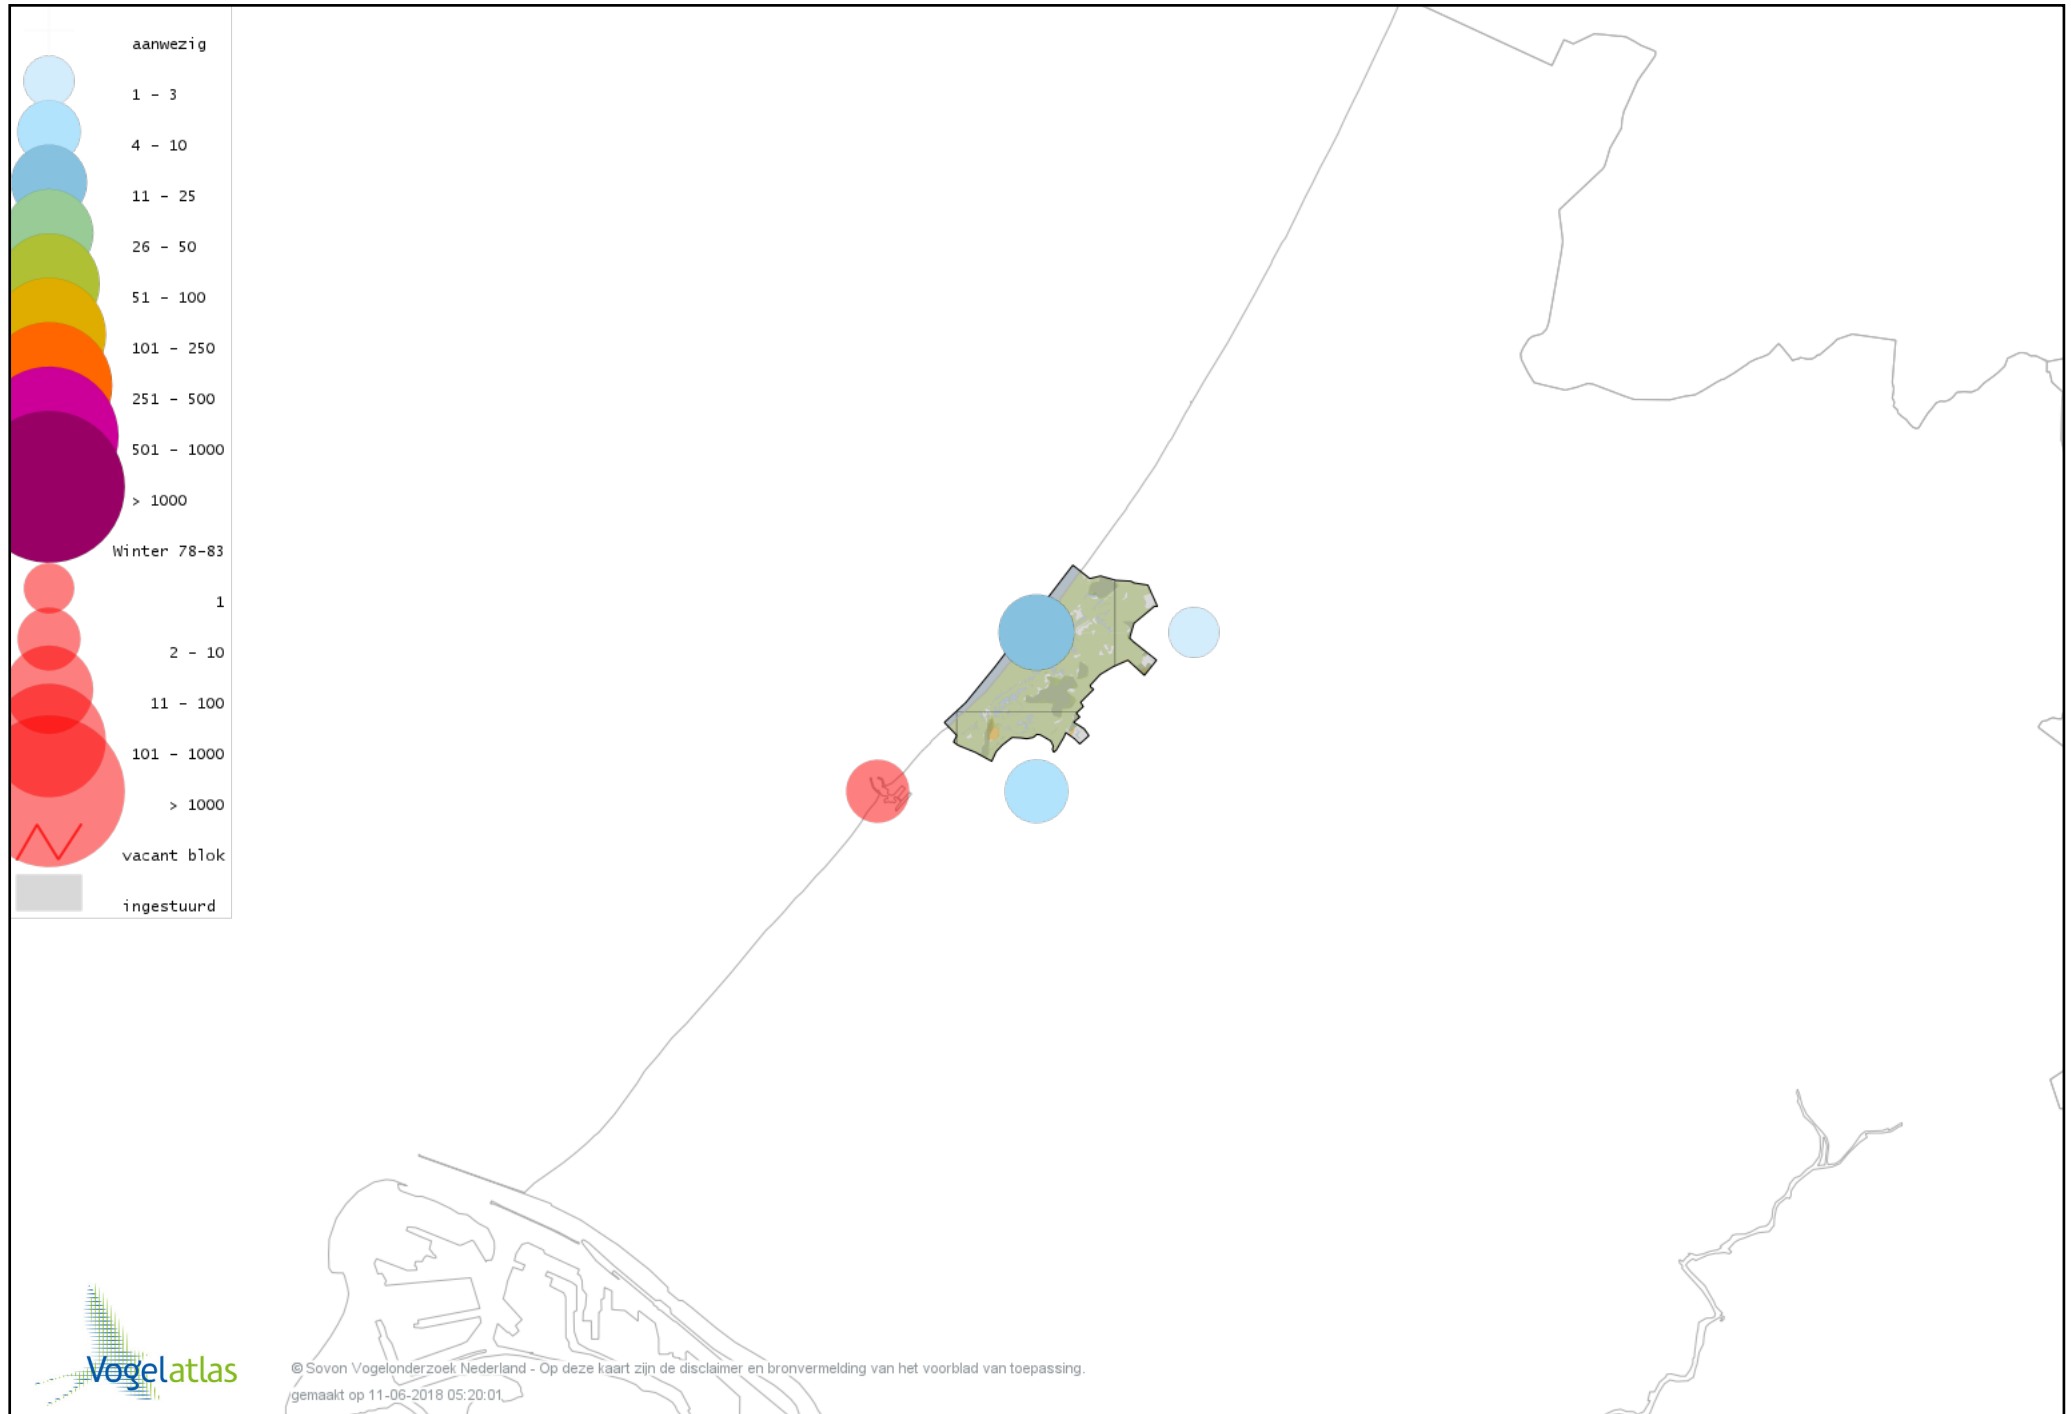 aanwezig
1 - 3
4 - 10
11 - 25
26 - 50
51 - 100
101 - 250
251 - 500
501 - 1000
> 1000
Winter 78-83
1
2 - 10
11 - 100
101 - 1000
> 1000
vacant blok
ingestuurd
Vogelatlas
© Sovon Vogelonderzoek Nederland - Op deze kaart zijn de disclaimer en bronvermelding van het voorblad van toepassing.
gemaakt op 11-06-2018 05:20:01